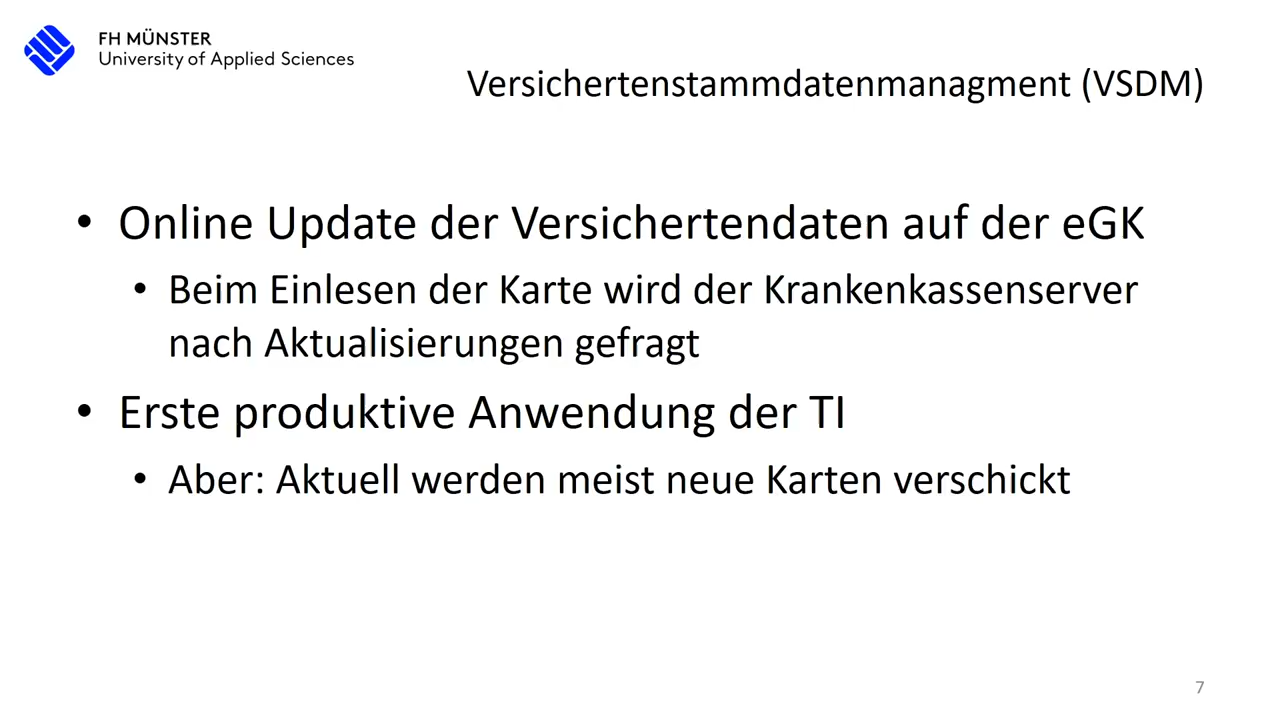 FH MÜNSTER
University of Applied Sciences
Versichertenstammdatenmanagment (VSDM)
• Online Update der Versichertendaten auf der eGK
• Beim Einlesen der Karte wird der Krankenkassenserver
nach Aktualisierungen gefragt
• Erste produktive Anwendung der TI
• Aber: Aktuell werden meist neue Karten verschickt
7